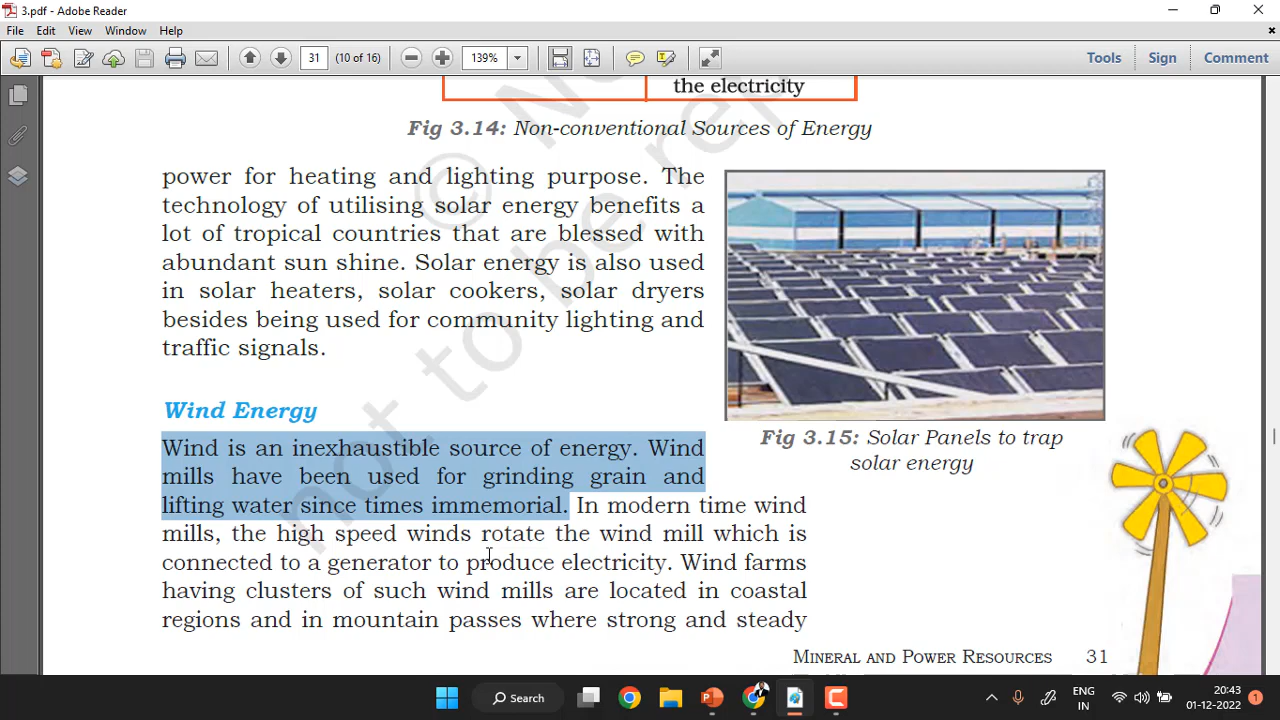 3.pdf - Adobe Reader
File Edit View Window Help
31 (10 of 16) 139% Tools Sign Comment
the electricity
Fig 3.14: Non-conventional Sources of Energy
power for heating and lighting purpose. The
technology of utilising solar energy benefits a
lot of tropical countries that are blessed with
abundant sun shine. Solar energy is also used
in solar heaters, solar cookers, solar dryers
besides being used for community lighting and
traffic signals.
Wind Energy
Wind is an inexhaustible source of energy. Wind
mills have been used for grinding grain and
lifting water since times immemorial. In modern time wind
mills, the high speed winds rotate the wind mill which is
connected to a generator to produce electricity. Wind farms
having clusters of such wind mills are located in coastal
regions and in mountain passes where strong and steady
Fig 3.15: Solar Panels to trap
solar energy
MINERAL AND POWER RESOURCES 31
© N
not to be rep
Search
ENG
IN
20:43
01-12-2022
1